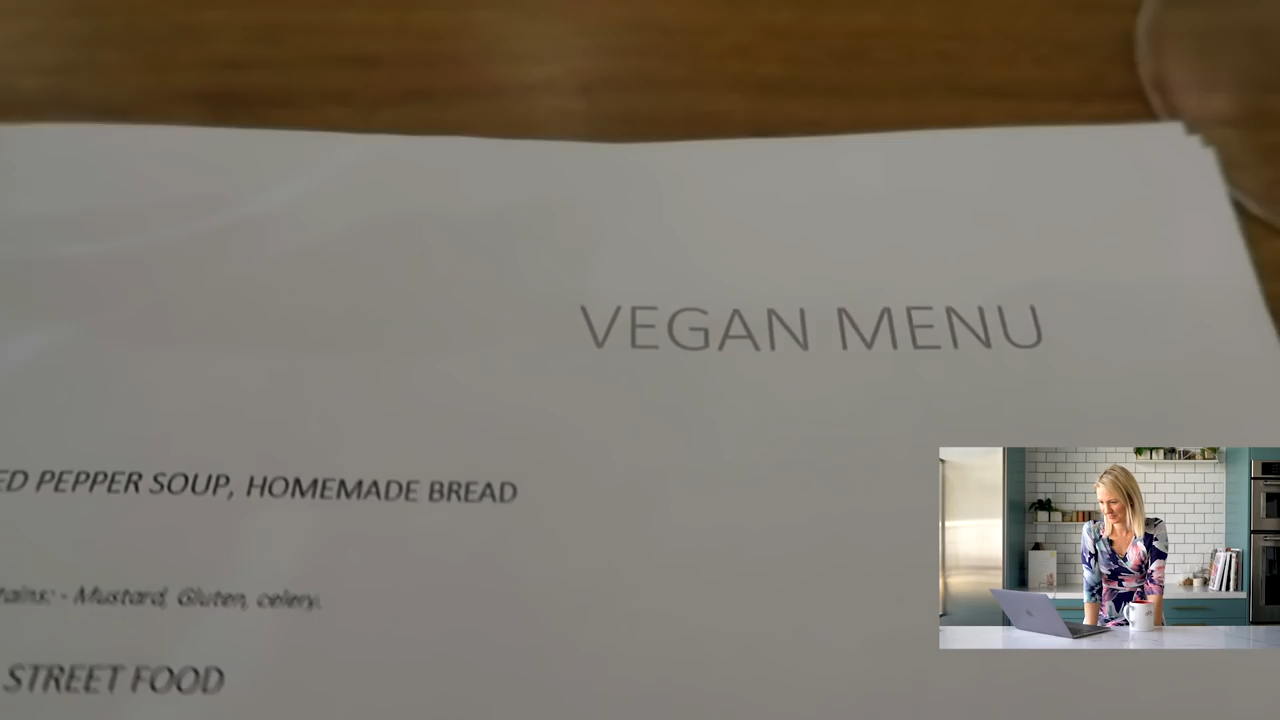 VEGAN MENU
ED PEPPER SOUP, HOMEMADE BREAD
tains: - Mustard, Gluten, celery.
STREET FOOD